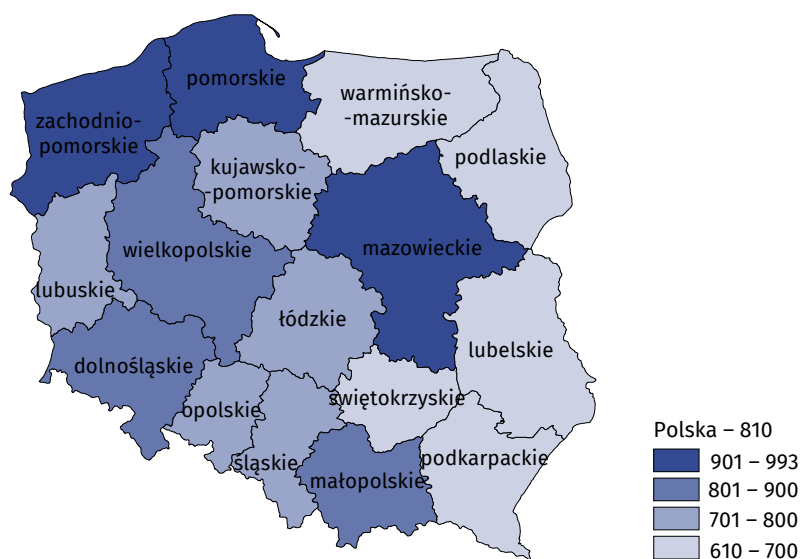 pomorskie
zachodnio-
pomorskie
warmińsko-
-mazurskie
podlaskie
kujawsko-
-pomorskie
mazowieckie
wielkopolskie
lubuskie
łódzkie
lubelskie
dolnośląskie
świętokrzyskie
opolskie
śląskie
małopolskie
podkarpackie
Polska – 810
901 – 993
801 – 900
701 – 800
610 – 700